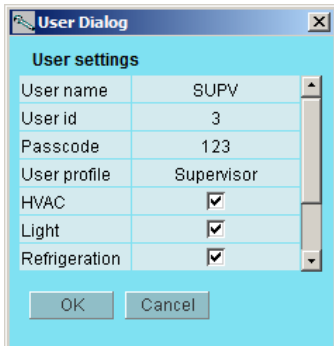 User Dialog
User settings
User name SUPV
User id 3
Passcode 123
User profile Supervisor
HVAC
Light
Refrigeration
OK Cancel